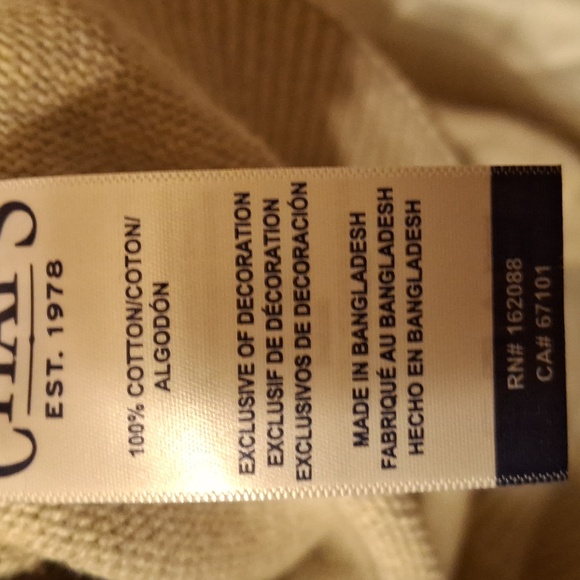 CHAPS
EST. 1978
100% COTTON/COTON/
ALGODÓN
EXCLUSIVE OF DECORATION
EXCLUSIF DE DÉCORATION
EXCLUSIVOS DE DECORACIÓN
MADE IN BANGLADESH
FABRIQUÉ AU BANGLADESH
HECHO EN BANGLADESH
RN# 162088
CA# 67101